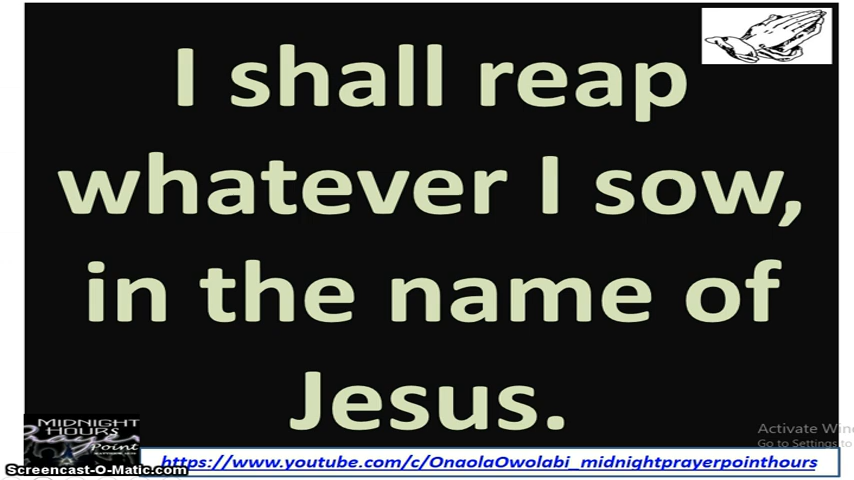 I shall reap
whatever I sow,
in the name of
Jesus.
MIDNIGHT
HOURS
Prayer
Point
Activate Win
Go to Settings to
https://www.youtube.com/c/OnaolaOwolabi_midnightprayerpointhours
Screencast-O-Matic.com